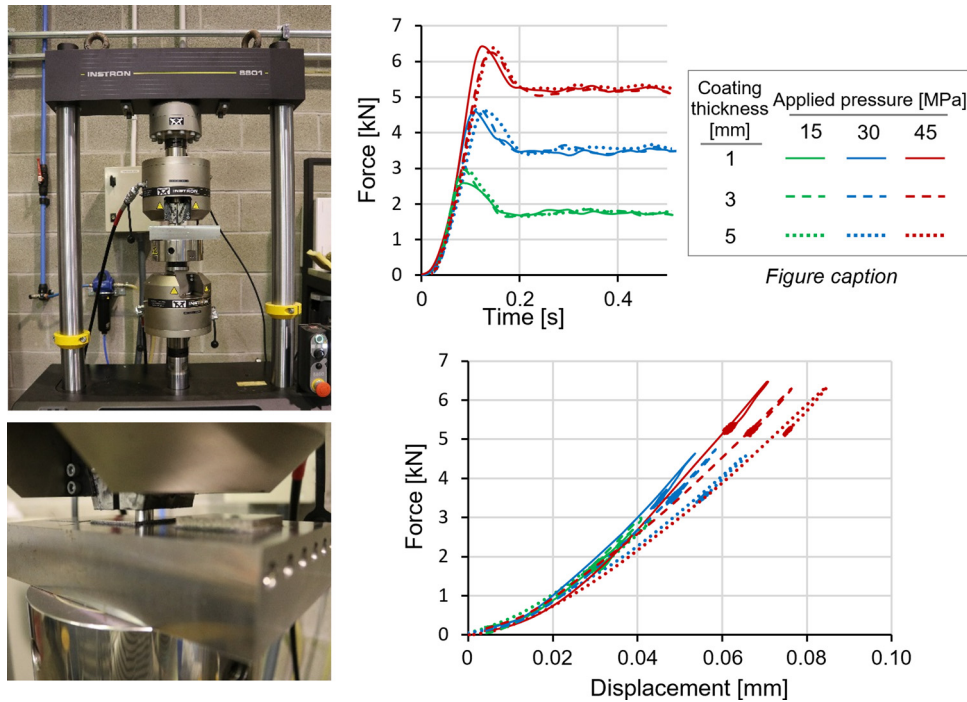 INSTRON 8801
INSTRON
INSTRON
7
6
5
4
3
2
1
0
Force [kN]
0 0.2 0.4
Time [s]
Coating thickness [mm]
Applied pressure [MPa]
15 30 45
1
3
5
Figure caption
7
6
5
4
3
2
1
0
Force [kN]
0 0.02 0.04 0.06 0.08 0.10
Displacement [mm]